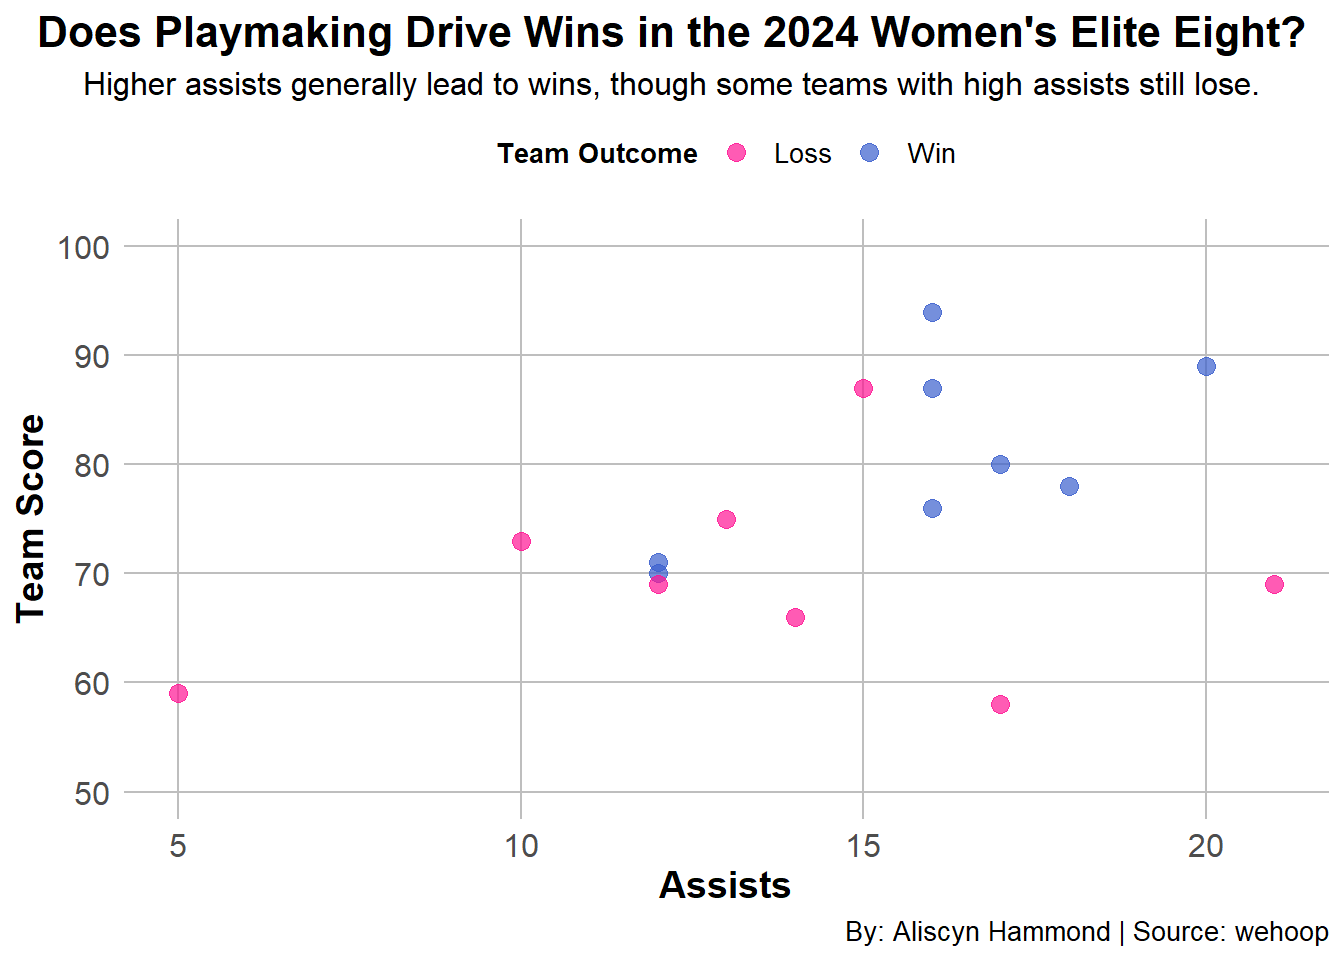 Does Playmaking Drive Wins in the 2024 Women's Elite Eight?
Higher assists generally lead to wins, though some teams with high assists still lose.
Team Outcome Loss Win
100
90
80
70
60
50
Team Score
5 10 15 20
Assists
By: Aliscyn Hammond | Source: wehoop